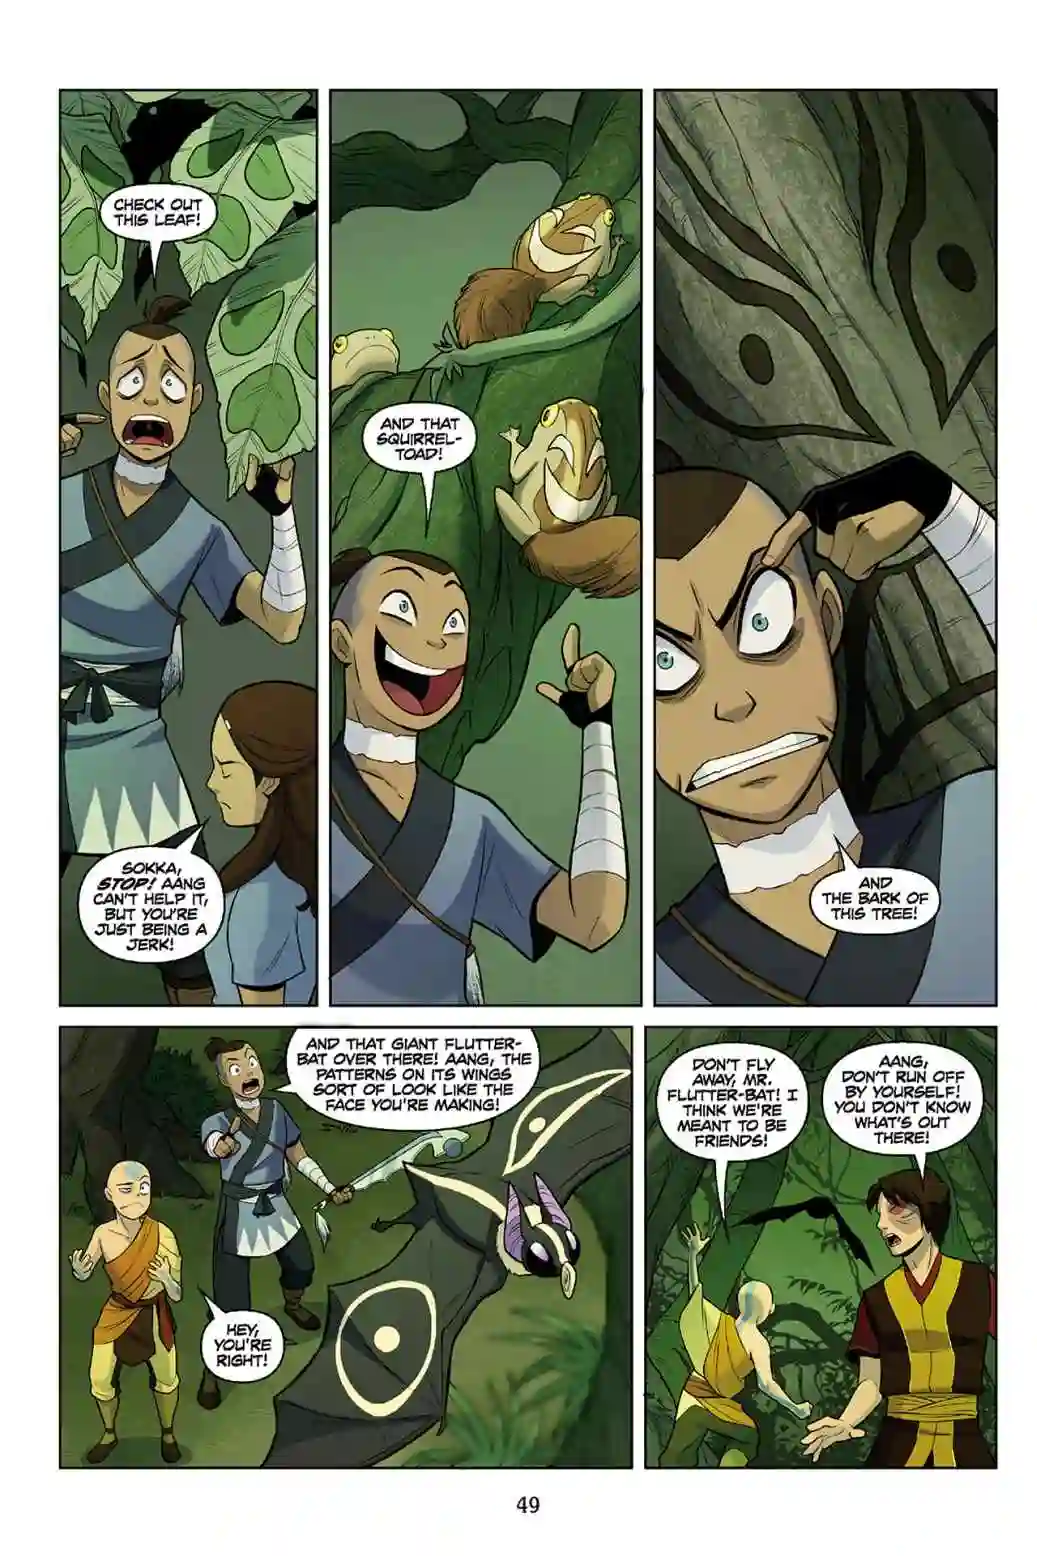 CHECK OUT
THIS LEAF!
SOKKA,
STOP! AANG
CAN'T HELP IT,
BUT YOU'RE
JUST BEING A
JERK!
AND THAT
SQUIRREL-
TOAD!
AND
THE BARK OF
THIS TREE!
AND THAT GIANT FLUTTER-
BAT OVER THERE! AANG, THE
PATTERNS ON ITS WINGS
SORT OF LOOK LIKE THE
FACE YOU'RE MAKING!
HEY,
YOU'RE
RIGHT!
DON'T FLY
AWAY, MR.
FLUTTER-BAT! I
THINK WE'RE
MEANT TO BE
FRIENDS!
AANG,
DON'T RUN OFF
BY YOURSELF!
YOU DON'T KNOW
WHAT'S OUT
THERE!
49